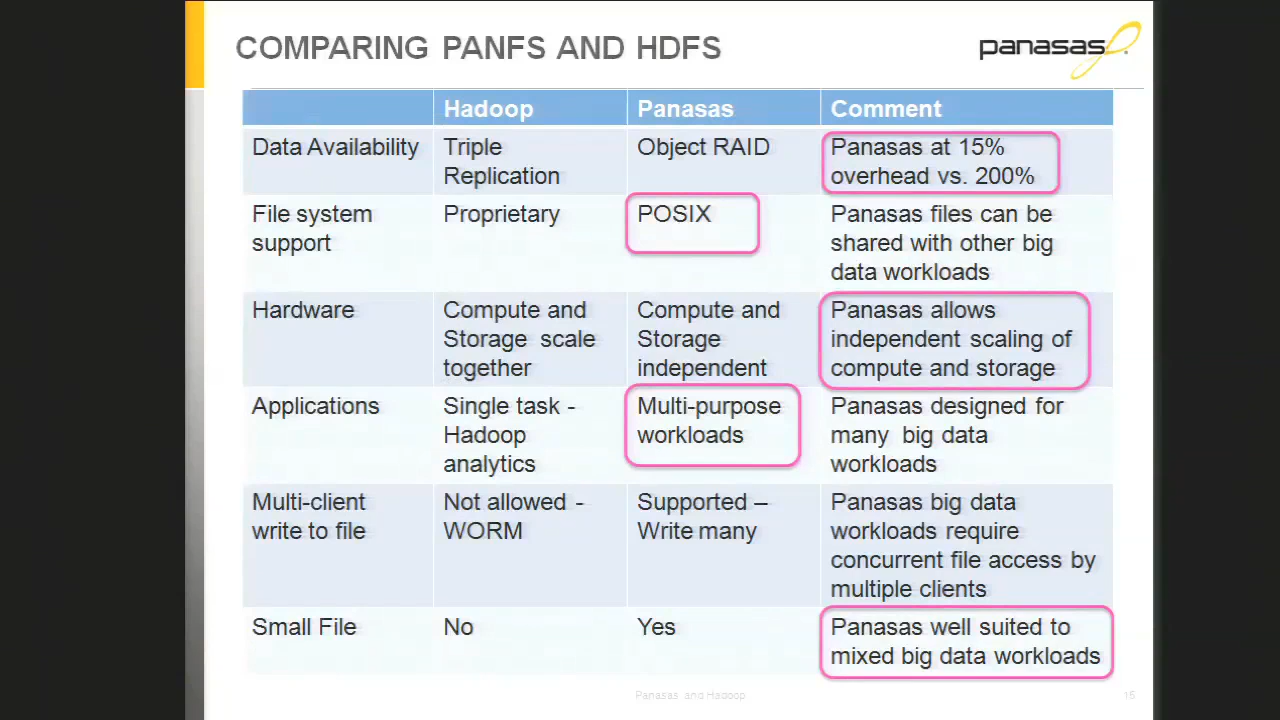 COMPARING PANFS AND HDFS
panasas
Hadoop
Panasas
Comment
Data Availability
Triple
Replication
Object RAID
Panasas at 15%
overhead vs. 200%
File system
support
Proprietary
POSIX
Panasas files can be
shared with other big
data workloads
Hardware
Compute and
Storage scale
together
Compute and
Storage
independent
Panasas allows
independent scaling of
compute and storage
Applications
Single task -
Hadoop
analytics
Multi-purpose
workloads
Panasas designed for
many big data
workloads
Multi-client
write to file
Not allowed -
WORM
Supported –
Write many
Panasas big data
workloads require
concurrent file access by
multiple clients
Small File
No
Yes
Panasas well suited to
mixed big data workloads
Panasas and Hadoop
15